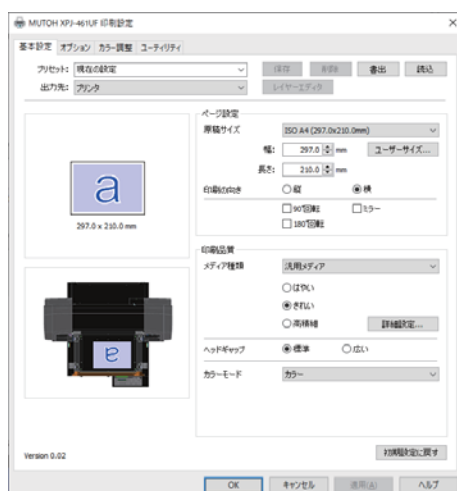 MUTOH XPJ-461UF 印刷設定
基本設定 オプション カラー調整 ユーティリティ
プリセット: 現在の設定 保存 削除 書出 読込
出力先: プリンタ レイヤーエディタ
ページ設定
原稿サイズ ISO A4 (297.0x210.0mm)
幅: 297.0 mm ユーザーサイズ...
長さ: 210.0 mm
印刷の向き 縦 横
90°回転 ミラー
180°回転
a
297.0 x 210.0 mm
印刷品質
メディア種類 汎用メディア
はやい
きれい
高精細 詳細設定...
ヘッドギャップ 標準 広い
カラーモード カラー
a
Version 0.02 初期設定に戻す
OK キャンセル 適用(A) ヘルプ